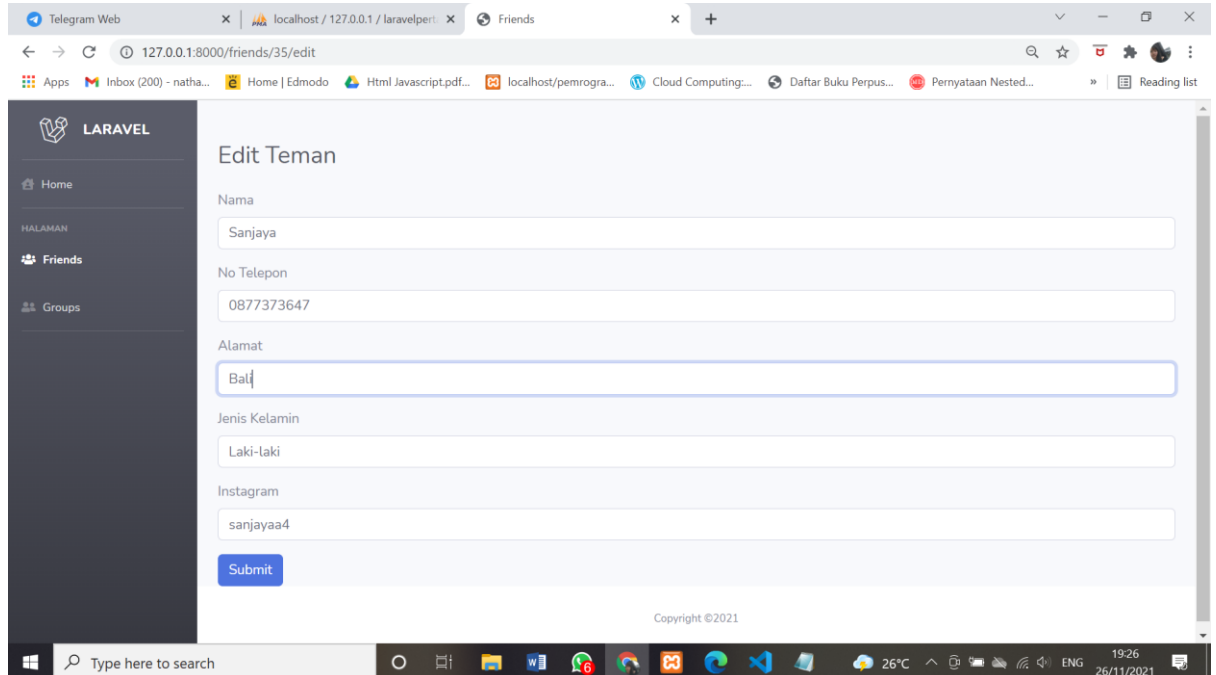 Telegram Web
localhost / 127.0.0.1 / laravelpert
Friends
127.0.0.1:8000/friends/35/edit
Apps
Inbox (200) - natha...
Home | Edmodo
Html Javascript.pdf...
localhost/pemrogra...
Cloud Computing:...
Daftar Buku Perpus...
Pernyataan Nested...
»
Reading list
LARAVEL
Home
HALAMAN
Friends
Groups
Edit Teman
Nama
Sanjaya
No Telepon
0877373647
Alamat
Bali
Jenis Kelamin
Laki-laki
Instagram
sanjayaa4
Submit
Copyright ©2021
Type here to search
6
26°C
ENG
19:26
26/11/2021